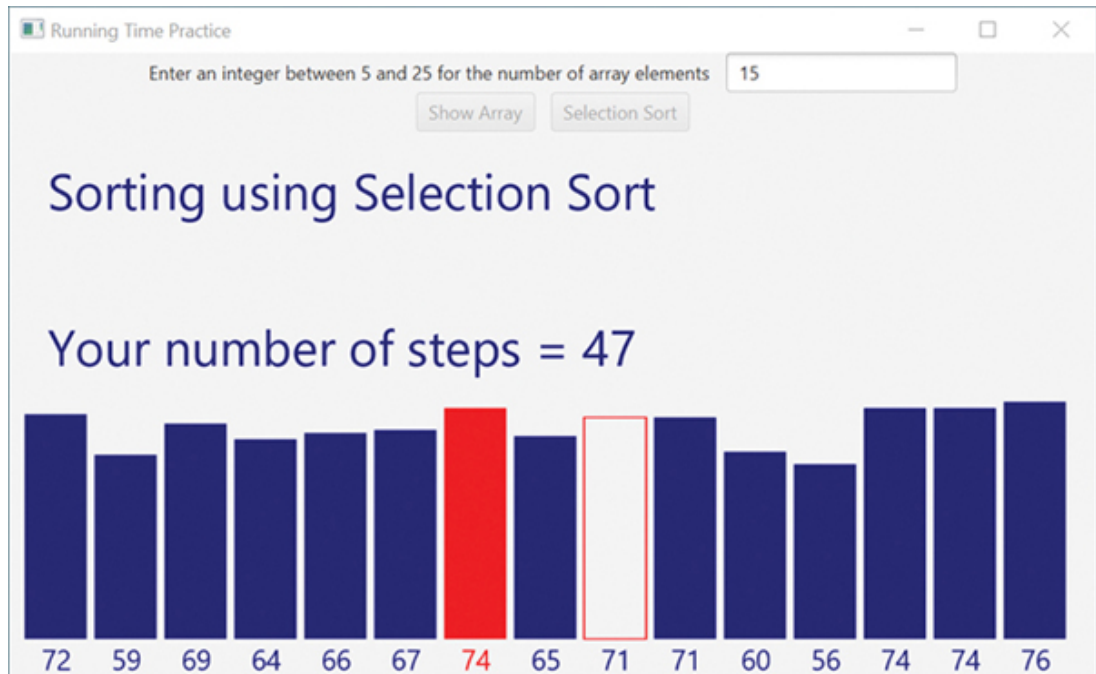 Running Time Practice
Enter an integer between 5 and 25 for the number of array elements 15
Show Array Selection Sort
Sorting using Selection Sort
Your number of steps = 47
72 59 69 64 66 67 74 65 71 71 60 56 74 74 76